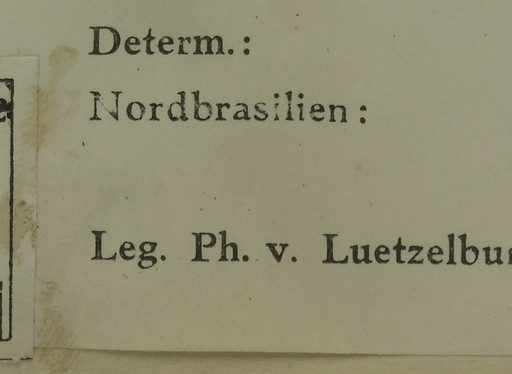 Determ.:
Nordbrasilien:
Leg. Ph. v. Luetzelbu